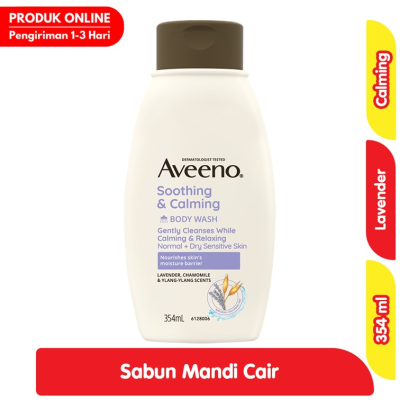 PRODUK ONLINE
Pengiriman 1-3 Hari
DERMATOLOGIST TESTED
Aveeno.
Soothing
& Calming
BODY WASH
Gently Cleanses While
Calming & Relaxing
Normal + Dry Sensitive Skin
Nourishes skin's
moisture barrier
LAVENDER, CHAMOMILE
& YLANG-YLANG SCENTS
354mL
6128006
Calming
Lavender
354 ml
Sabun Mandi Cair